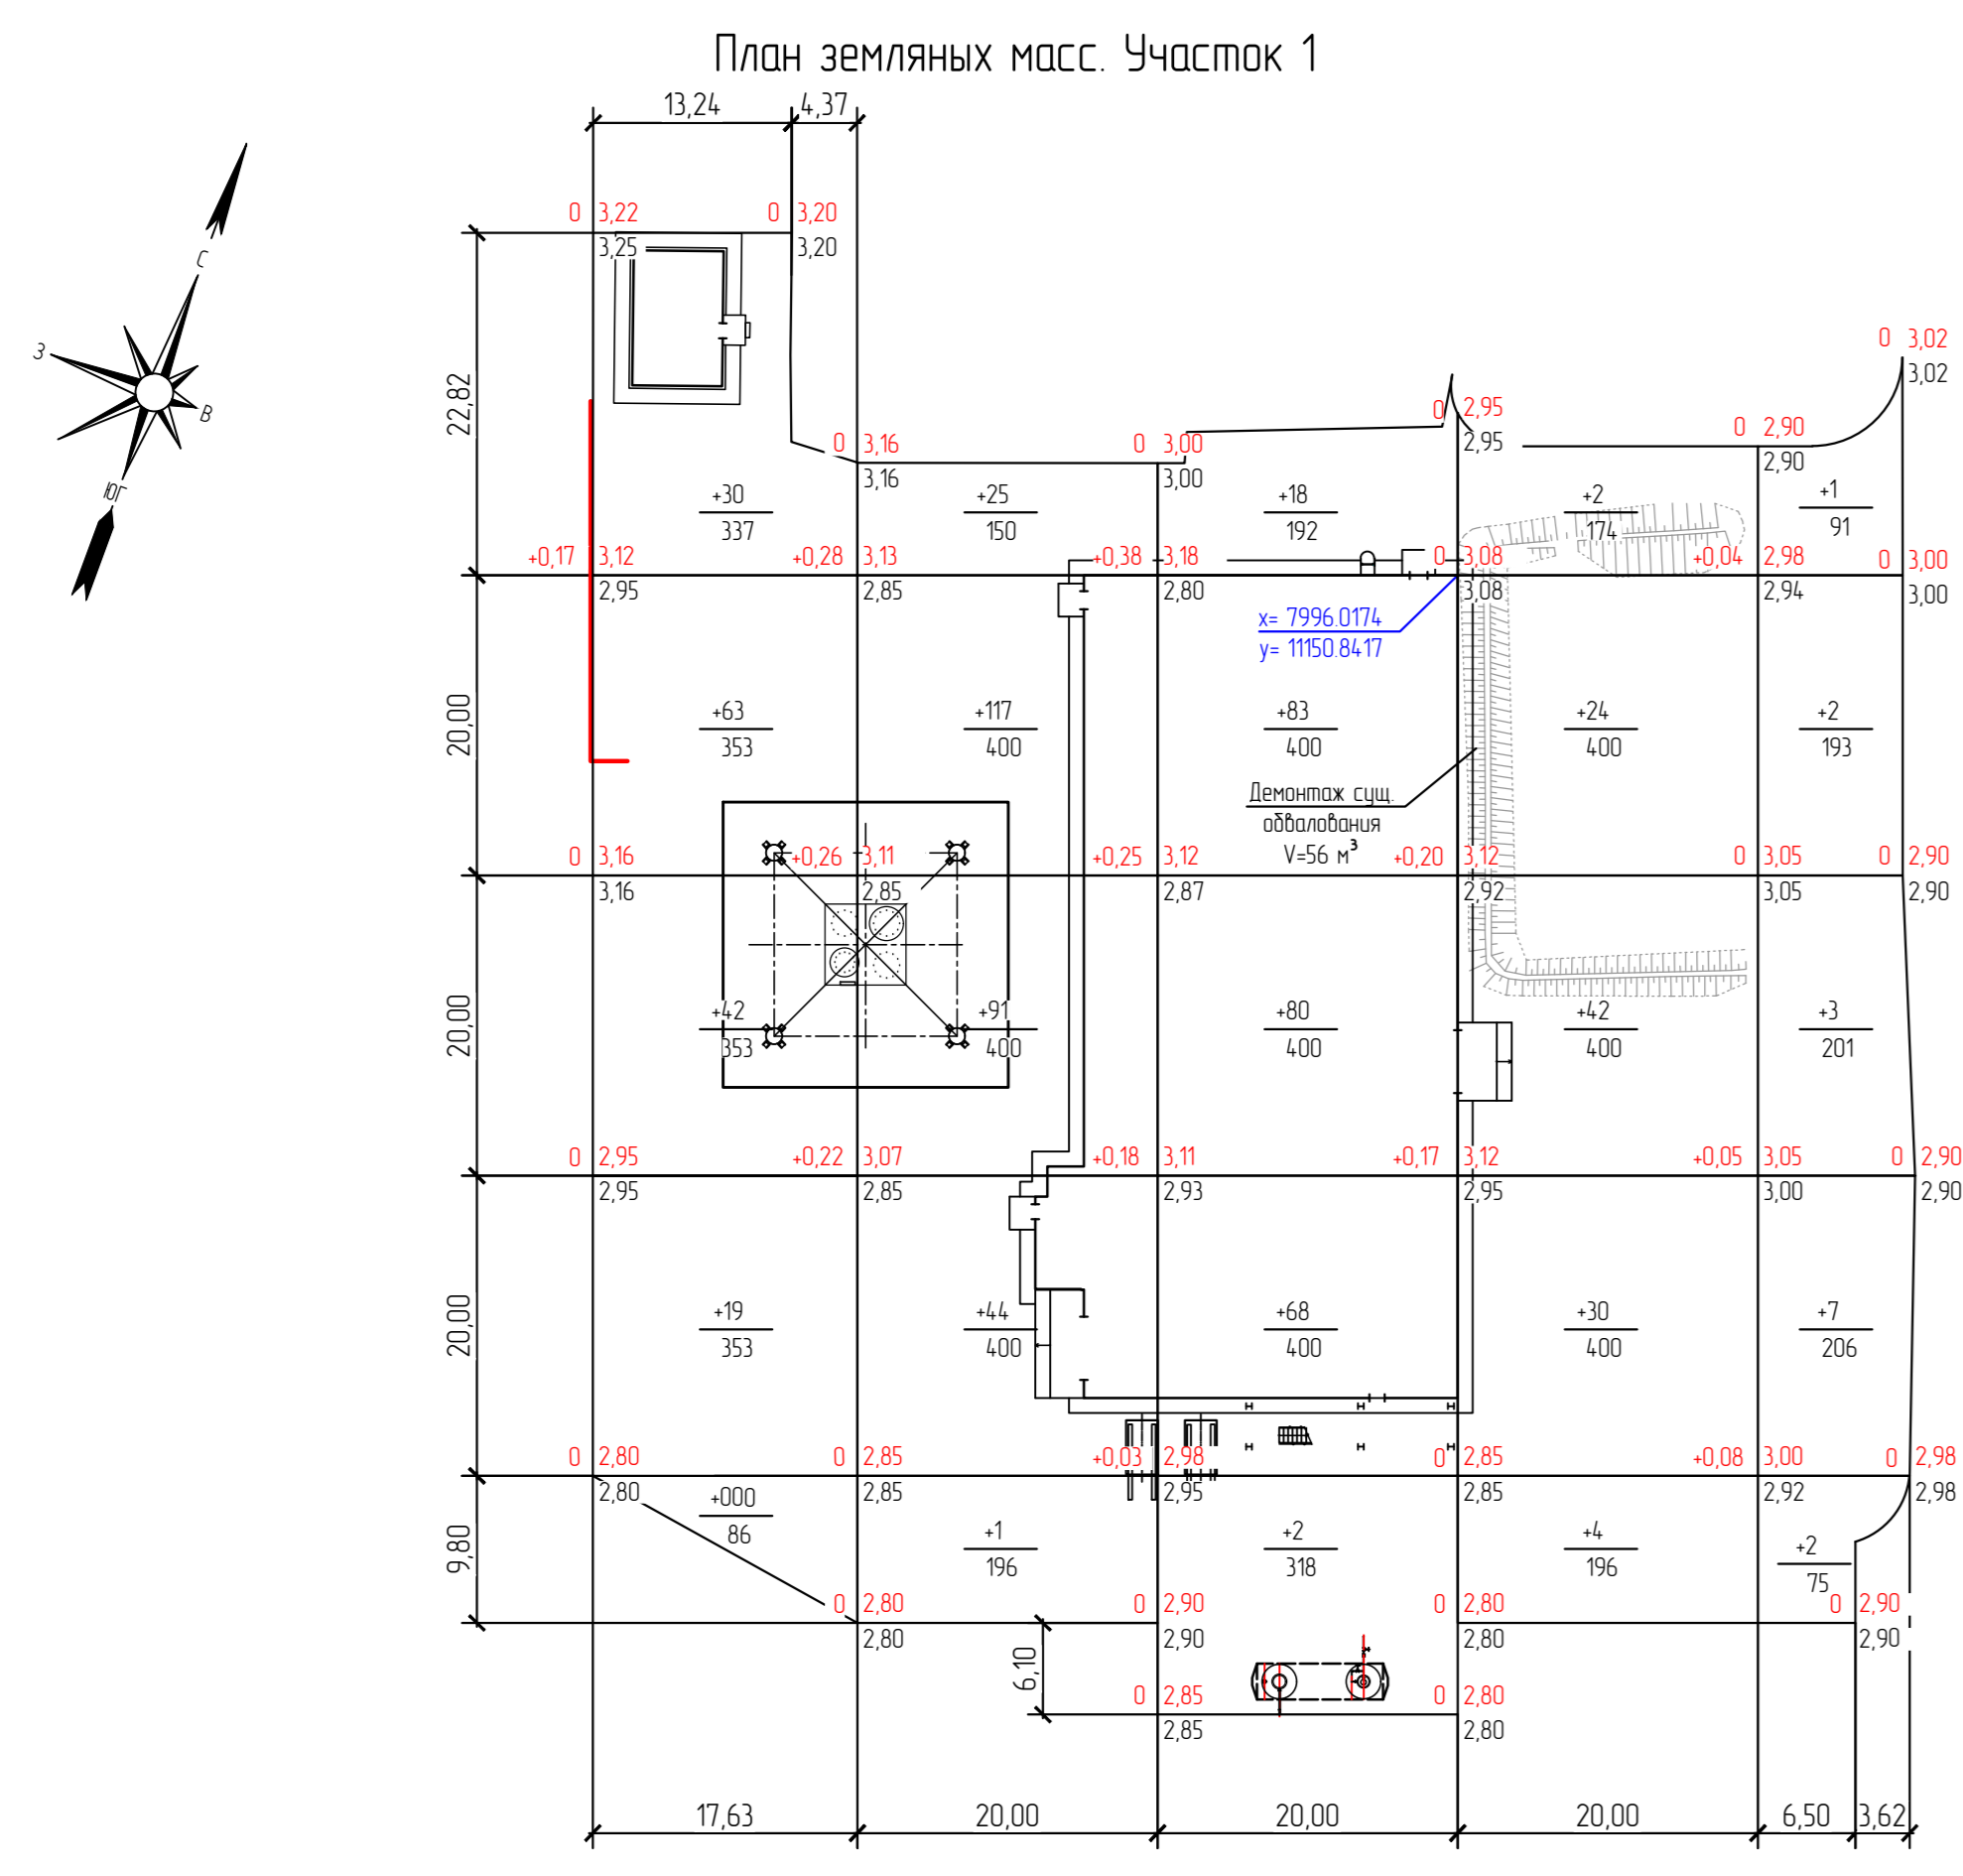 План земляных масс. Участок 1
13,24 4,37
0 3,22 0 3,20
3,25 3,20
С
З
В
ЮГ
0 3,02
3,02
22,82
0 3,16 0 3,00 0 2,95 0 2,90
3,16 3,00 2,95 2,90
+30 +25 +18 +2 +1
337 150 192 174 91
+0,17 3,12 +0,28 3,13 +0,38 3,18 0 3,08 +0,04 2,98 0 3,00
2,95 2,85 2,80 3,08 2,94 3,00
x= 7996.0174
y= 11150.8417
20,00
+63 +117 +83 +24 +2
353 400 400 400 193
Демонтаж сущ.
обвалования
V=56 м³
0 3,16 +0,26 3,11 +0,25 3,12 +0,20 3,12 0 3,05 0 2,90
3,16 2,85 2,87 2,92 3,05 2,90
20,00
+42 +91 +80 +42 +3
353 400 400 400 201
0 2,95 +0,22 3,07 +0,18 3,11 +0,17 3,12 +0,05 3,05 0 2,90
2,95 2,85 2,93 2,95 3,00 2,90
20,00
+19 +44 +68 +30 +7
353 400 400 400 206
0 2,80 0 2,85 +0,03 2,98 0 2,85 +0,08 3,00 0 2,98
2,80 2,85 2,95 2,85 2,92 2,98
9,80
+000 +1 +2 +4 +2
86 196 318 196 75
0 2,80 0 2,90 0 2,80 0 2,90
2,80 2,90 2,80 2,90
6,10
0 2,85 0 2,80
2,85 2,80
17,63 20,00 20,00 20,00 6,50 3,62